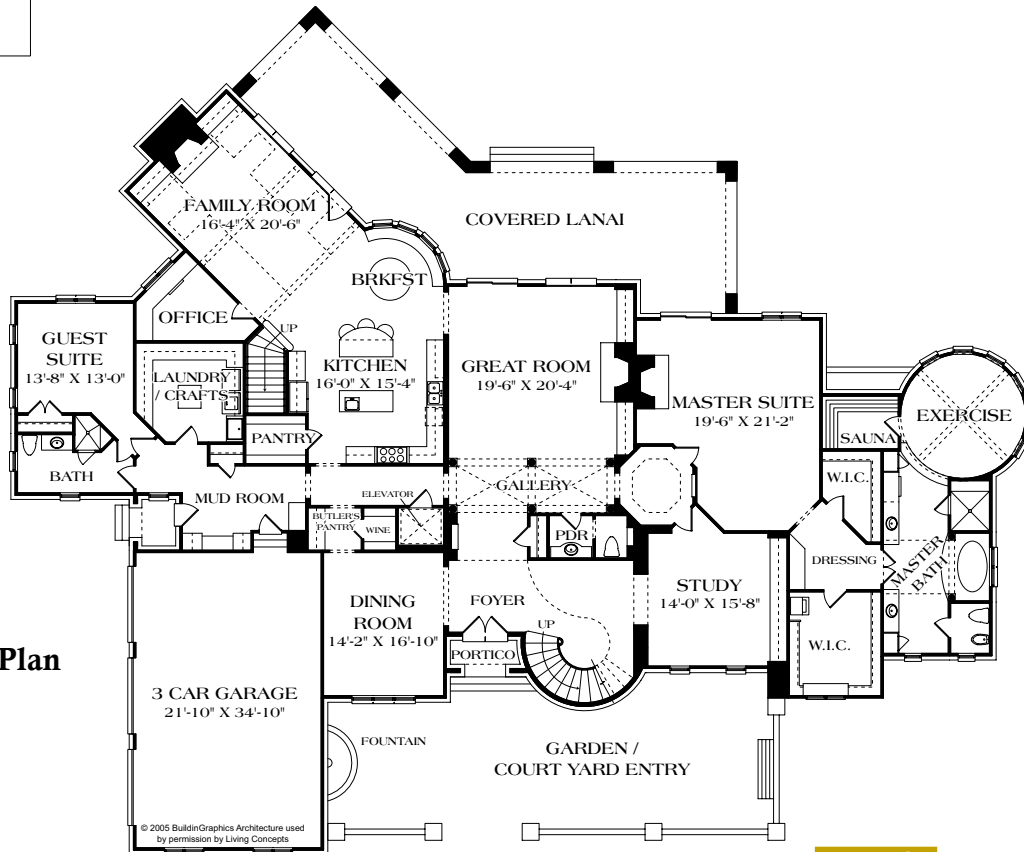 FAMILY ROOM
16'-4" X 20'-6"
COVERED LANAI
BRKFST
OFFICE
UP
GUEST
SUITE
13'-8" X 13'-0"
LAUNDRY
/ CRAFTS
KITCHEN
16'-0" X 15'-4"
GREAT ROOM
19'-6" X 20'-4"
MASTER SUITE
19'-6" X 21'-2"
EXERCISE
SAUNA
PANTRY
BATH
MUD ROOM
ELEVATOR
GALLERY
W.I.C.
BUTLER'S
PANTRY
WINE
PDR
DRESSING
MASTER
BATH
STUDY
14'-0" X 15'-8"
DINING
ROOM
14'-2" X 16'-10"
FOYER
UP
PORTICO
W.I.C.
Plan
3 CAR GARAGE
21'-10" X 34'-10"
FOUNTAIN
GARDEN /
COURT YARD ENTRY
© 2005 BuildinGraphics Architecture used
by permission by Living Concepts